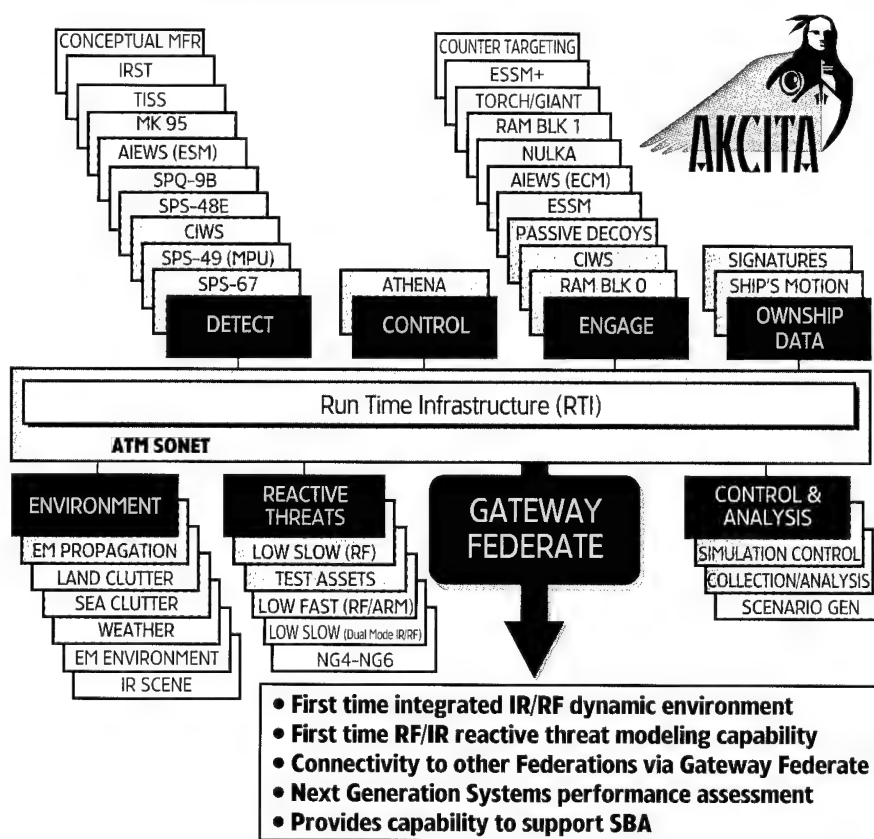 CONCEPTUAL MFR
IRST
TISS
MK 95
AIEWS (ESM)
SPQ-9B
SPS-48E
CIWS
SPS-49 (MPU)
SPS-67
DETECT
ATHENA
CONTROL
COUNTER TARGETING
ESSM+
TORCH/GIANT
RAM BLK 1
NULKA
AIEWS (ECM)
ESSM
PASSIVE DECOYS
CIWS
RAM BLK 0
ENGAGE
AKCITA
SIGNATURES
SHIP'S MOTION
OWNSHIP
DATA
Run Time Infrastructure (RTI)
ATM SONET
ENVIRONMENT
EM PROPAGATION
LAND CLUTTER
SEA CLUTTER
WEATHER
EM ENVIRONMENT
IR SCENE
REACTIVE
THREATS
LOW SLOW (RF)
TEST ASSETS
LOW FAST (RF/ARM)
LOW SLOW (Dual Mode IR/RF)
NG4-NG6
GATEWAY
FEDERATE
CONTROL &
ANALYSIS
SIMULATION CONTROL
COLLECTION/ANALYSIS
SCENARIO GEN
• First time integrated IR/RF dynamic environment
• First time RF/IR reactive threat modeling capability
• Connectivity to other Federations via Gateway Federate
• Next Generation Systems performance assessment
• Provides capability to support SBA